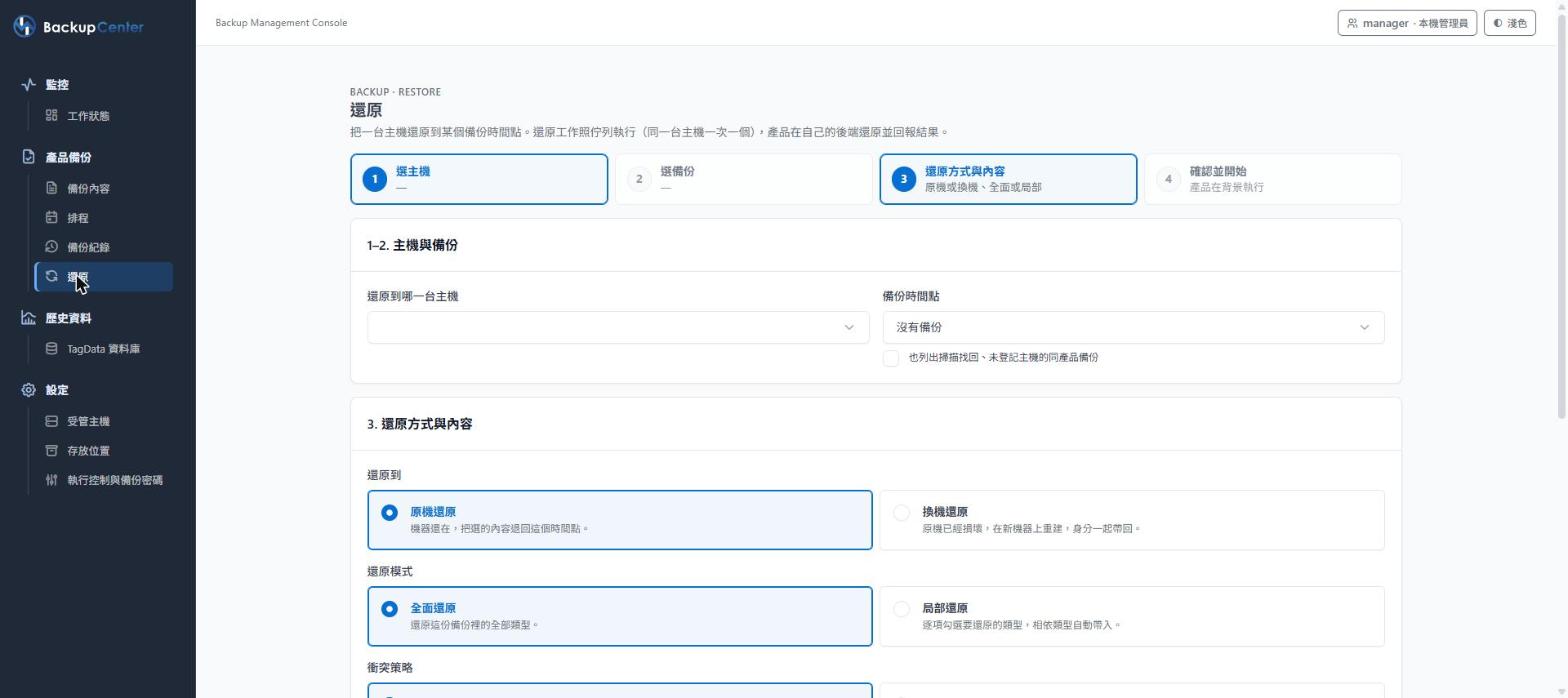 BackupCenter
Backup Management Console
manager · 本機管理員
淺色
監控
工作狀態
產品備份
備份內容
排程
備份紀錄
還原
歷史資料
TagData 資料庫
設定
受管主機
存放位置
執行控制與備份密碼
BACKUP · RESTORE
還原
把一台主機還原到某個備份時間點。還原工作照佇列執行（同一台主機一次一個），產品在自己的後端還原並回報結果。
1
選主機
—
2
選備份
—
3
還原方式與內容
原機或換機、全面或局部
4
確認並開始
產品在背景執行
1–2. 主機與備份
還原到哪一台主機
備份時間點
沒有備份
也列出掃描找回、未登記主機的同產品備份
3. 還原方式與內容
還原到
原機還原
機器還在，把選的內容退回這個時間點。
換機還原
原機已經損壞，在新機器上重建，身分一起帶回。
還原模式
全面還原
還原這份備份裡的全部類型。
局部還原
逐項勾選要還原的類型，相依類型自動帶入。
衝突策略